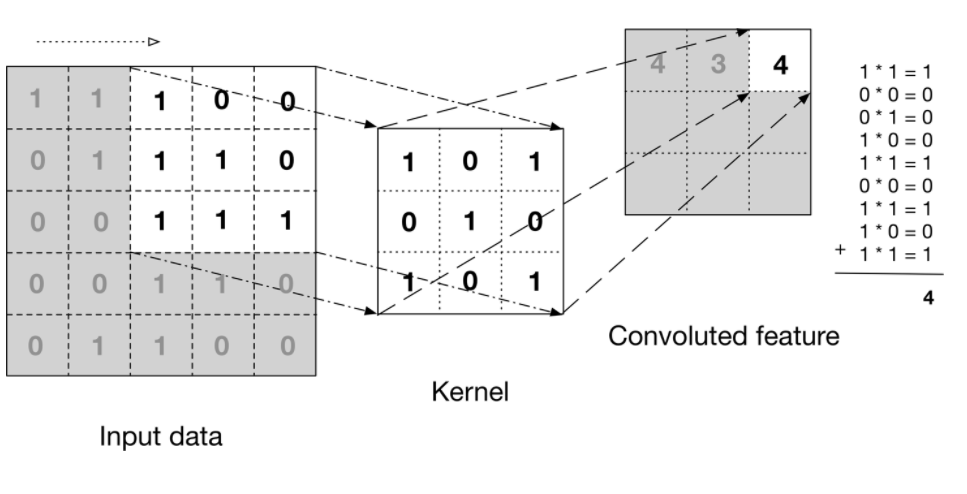 1 1 1 0 0
0 1 1 1 0
0 0 1 1 1
0 0 1 1 0
0 1 1 0 0
Input data
1 0 1
0 1 0
1 0 1
Kernel
4 3 4
Convoluted feature
1 * 1 = 1
0 * 0 = 0
0 * 1 = 0
1 * 0 = 0
1 * 1 = 1
0 * 0 = 0
1 * 1 = 1
1 * 0 = 0
+ 1 * 1 = 1
4